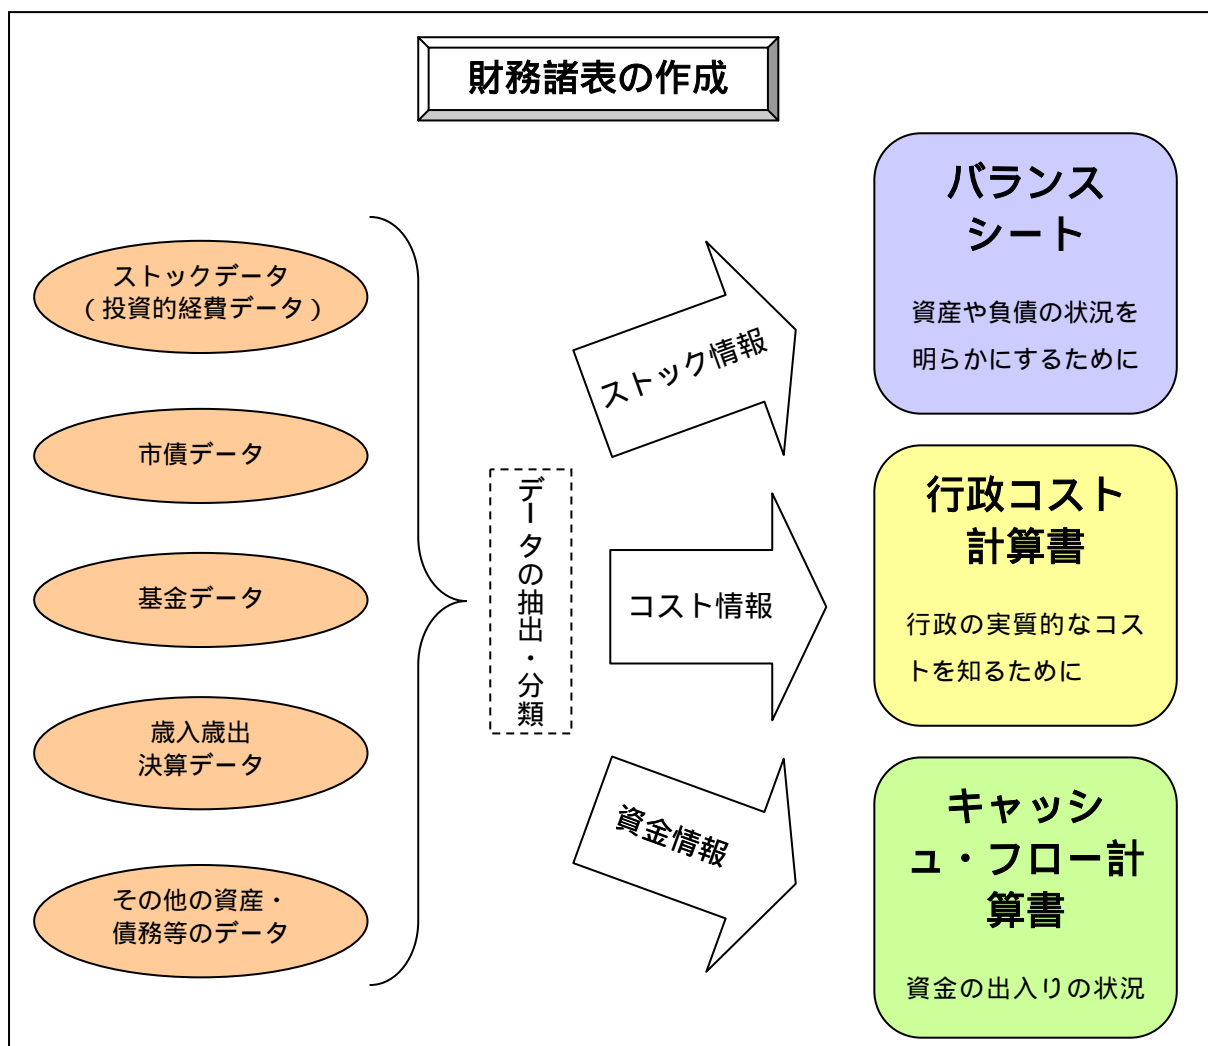 財務諸表の作成
ストックデータ
（投資的経費データ）
市債データ
基金データ
歳入歳出
決算データ
その他の資産・
債務等のデータ
データの抽出・分類
ストック情報
コスト情報
資金情報
バランス
シート
資産や負債の状況を
明らかにするために
行政コスト
計算書
行政の実質的なコス
トを知るために
キャッシ
ュ・フロー計
算書
資金の出入りの状況